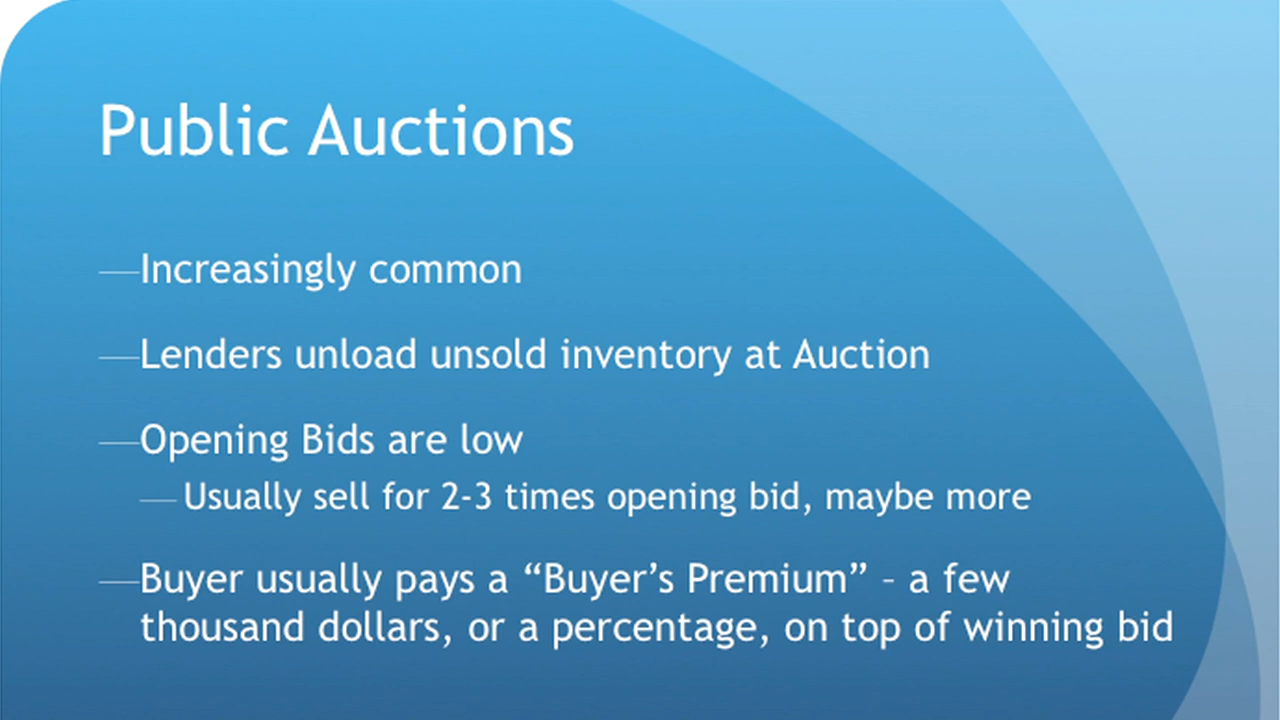 Public Auctions
—Increasingly common
—Lenders unload unsold inventory at Auction
—Opening Bids are low
— Usually sell for 2-3 times opening bid, maybe more
—Buyer usually pays a “Buyer’s Premium” – a few
thousand dollars, or a percentage, on top of winning bid